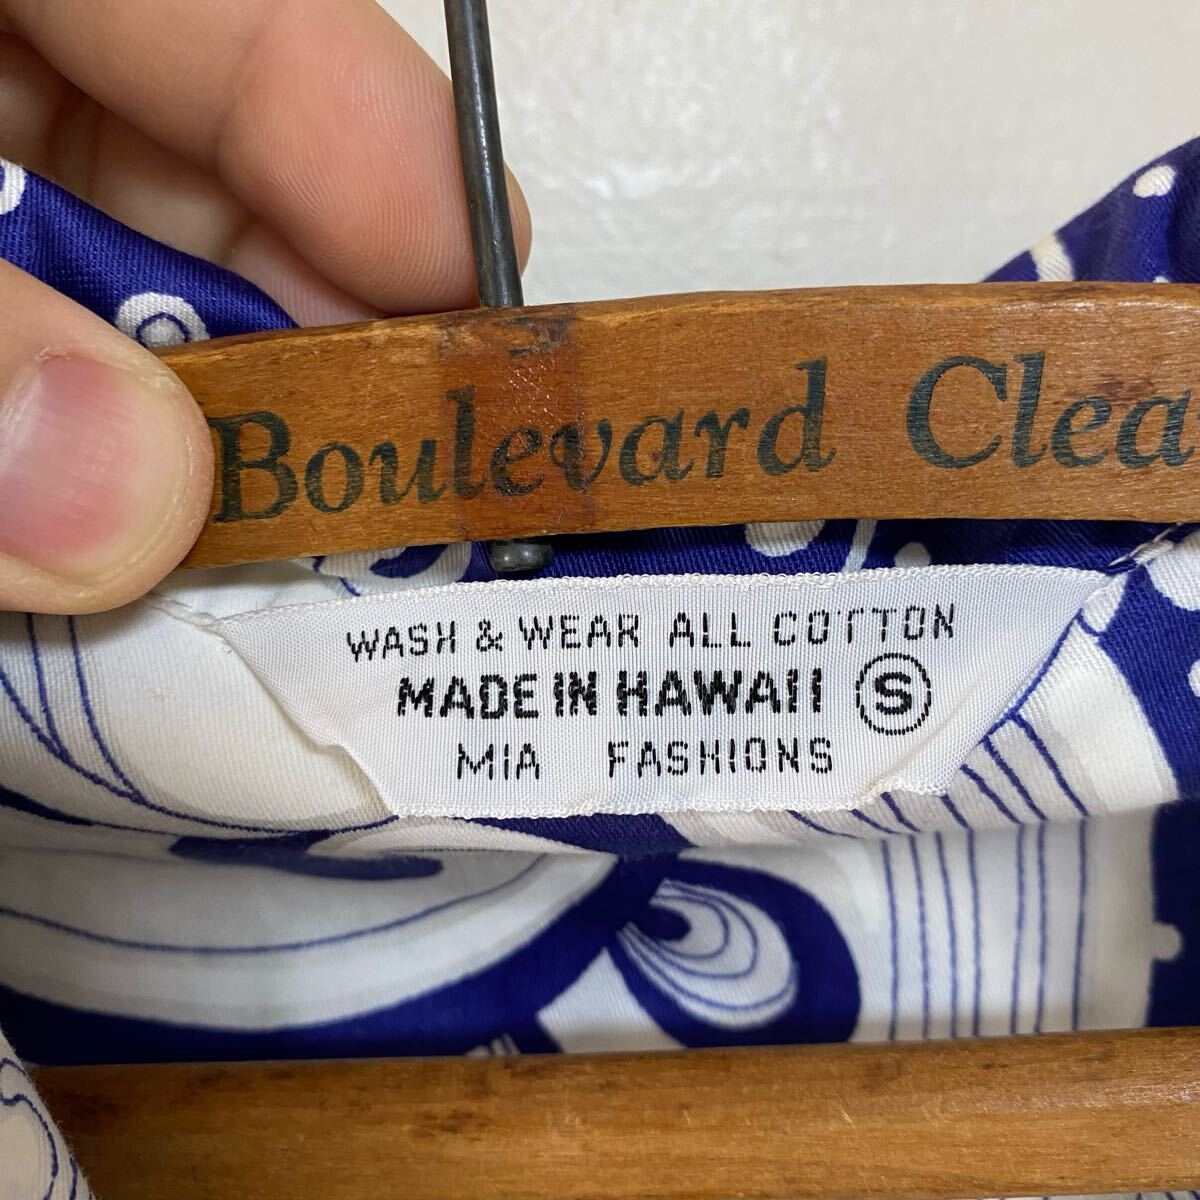 Boulevard Clea
WASH & WEAR ALL COTTON
MADE IN HAWAII S
MIA FASHIONS